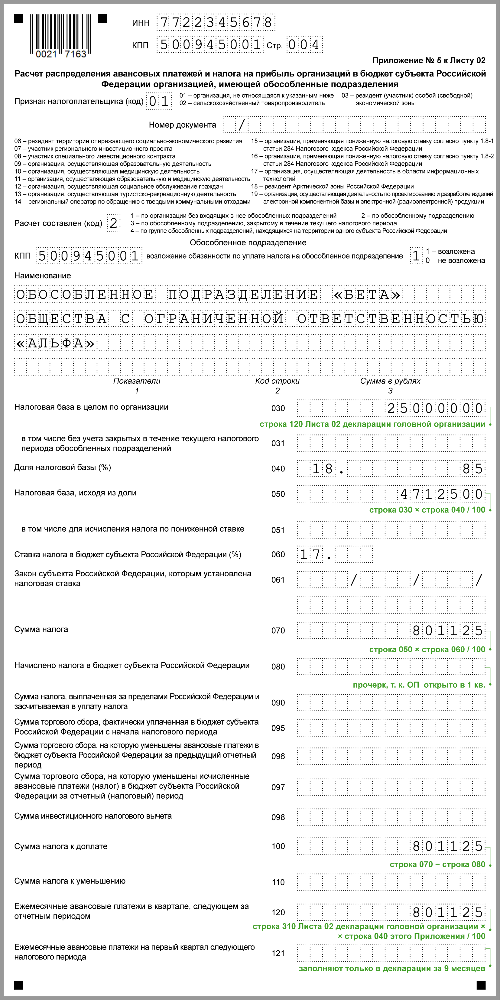 ИНН 7722345678
0021 7163
КПП 500945001 Стр. 004
Приложение № 5 к Листу 02
Расчет распределения авансовых платежей и налога на прибыль организаций в бюджет субъекта Российской
Федерации организацией, имеющей обособленные подразделения
Признак налогоплательщика (код) 01
01 – организация, не относящаяся к указанным ниже
02 – сельскохозяйственный товаропроизводитель
03 – резидент (участник) особой (свободной)
экономической зоны
Номер документа /
06 – резидент территории опережающего социально-экономического развития
07 – участник регионального инвестиционного проекта
08 – участник специального инвестиционного контракта
09 – организация, осуществляющая образовательную деятельность
10 – организация, осуществляющая медицинскую деятельность
11 – организация, осуществляющая образовательную и медицинскую деятельность
12 – организация, осуществляющая социальное обслуживание граждан
13 – организация, осуществляющая туристско-рекреационную деятельность
14 – региональный оператор по обращению с твердыми коммунальными отходами
15 – организация, применяющая пониженную налоговую ставку согласно пункту 1.8-1
статьи 284 Налогового кодекса Российской Федерации
16 – организация, применяющая пониженную налоговую ставку согласно пункту 1.8-2
статьи 284 Налогового кодекса Российской Федерации
17 – организация, осуществляющая деятельность в области информационных
технологий
18 – резидент Арктической зоны Российской Федерации
19 – организация, осуществляющая деятельность по проектированию и разработке изделий
электронной компонентной базы и электронной (радиоэлектронной) продукции
Расчет составлен (код) 2
1 – по организации без входящих в нее обособленных подразделений 2 – по обособленному подразделению
3 – по обособленному подразделению, закрытому в течение текущего налогового периода
4 – по группе обособленных подразделений, находящихся на территории одного субъекта Российской Федерации
Обособленное подразделение
КПП 500945001 возложение обязанности по уплате налога на обособленное подразделение 1
1 – возложена
0 – не возложена
Наименование
ОБОСОБЛЕННОЕ ПОДРАЗДЕЛЕНИЕ «БЕТА»
ОБЩЕСТВА С ОГРАНИЧЕННОЙ ОТВЕТСТВЕННОСТЬЮ
«АЛЬФА»
Показатели Код строки Сумма в рублях
1 2 3
Налоговая база в целом по организации 030 25000000
строка 120 Листа 02 декларации головной организации
в том числе без учета закрытых в течение текущего налогового
периода обособленных подразделений 031
Доля налоговой базы (%) 040 18.85
Налоговая база, исходя из доли 050 4712500
строка 030 × строка 040 / 100
в том числе для исчисления налога по пониженной ставке 051
Ставка налога в бюджет субъекта Российской Федерации (%) 060 17.
Закон субъекта Российской Федерации, которым установлена
налоговая ставка 061 / / /
Сумма налога 070 801125
строка 050 × строка 060 / 100
Начислено налога в бюджет субъекта Российской Федерации 080
прочерк, т. к. ОП открыто в 1 кв.
Сумма налога, выплаченная за пределами Российской Федерации и
засчитываемая в уплату налога 090
Сумма торгового сбора, фактически уплаченная в бюджет субъекта
Российской Федерации с начала налогового периода 095
Сумма торгового сбора, на которую уменьшены авансовые платежи в
бюджет субъекта Российской Федерации за предыдущий отчетный 096
период
Сумма торгового сбора, на которую уменьшены исчисленные
авансовые платежи (налог) в бюджет субъекта Российской 097
Федерации за отчетный (налоговый) период
Сумма инвестиционного налогового вычета 098
Сумма налога к доплате 100 801125
строка 070 – строка 080
Сумма налога к уменьшению 110
Ежемесячные авансовые платежи в квартале, следующем за
отчетным периодом 120 801125
строка 310 Листа 02 декларации головной организации ×
× строка 040 этого Приложения / 100
Ежемесячные авансовые платежи на первый квартал следующего
налогового периода 121
заполняют только в декларации за 9 месяцев